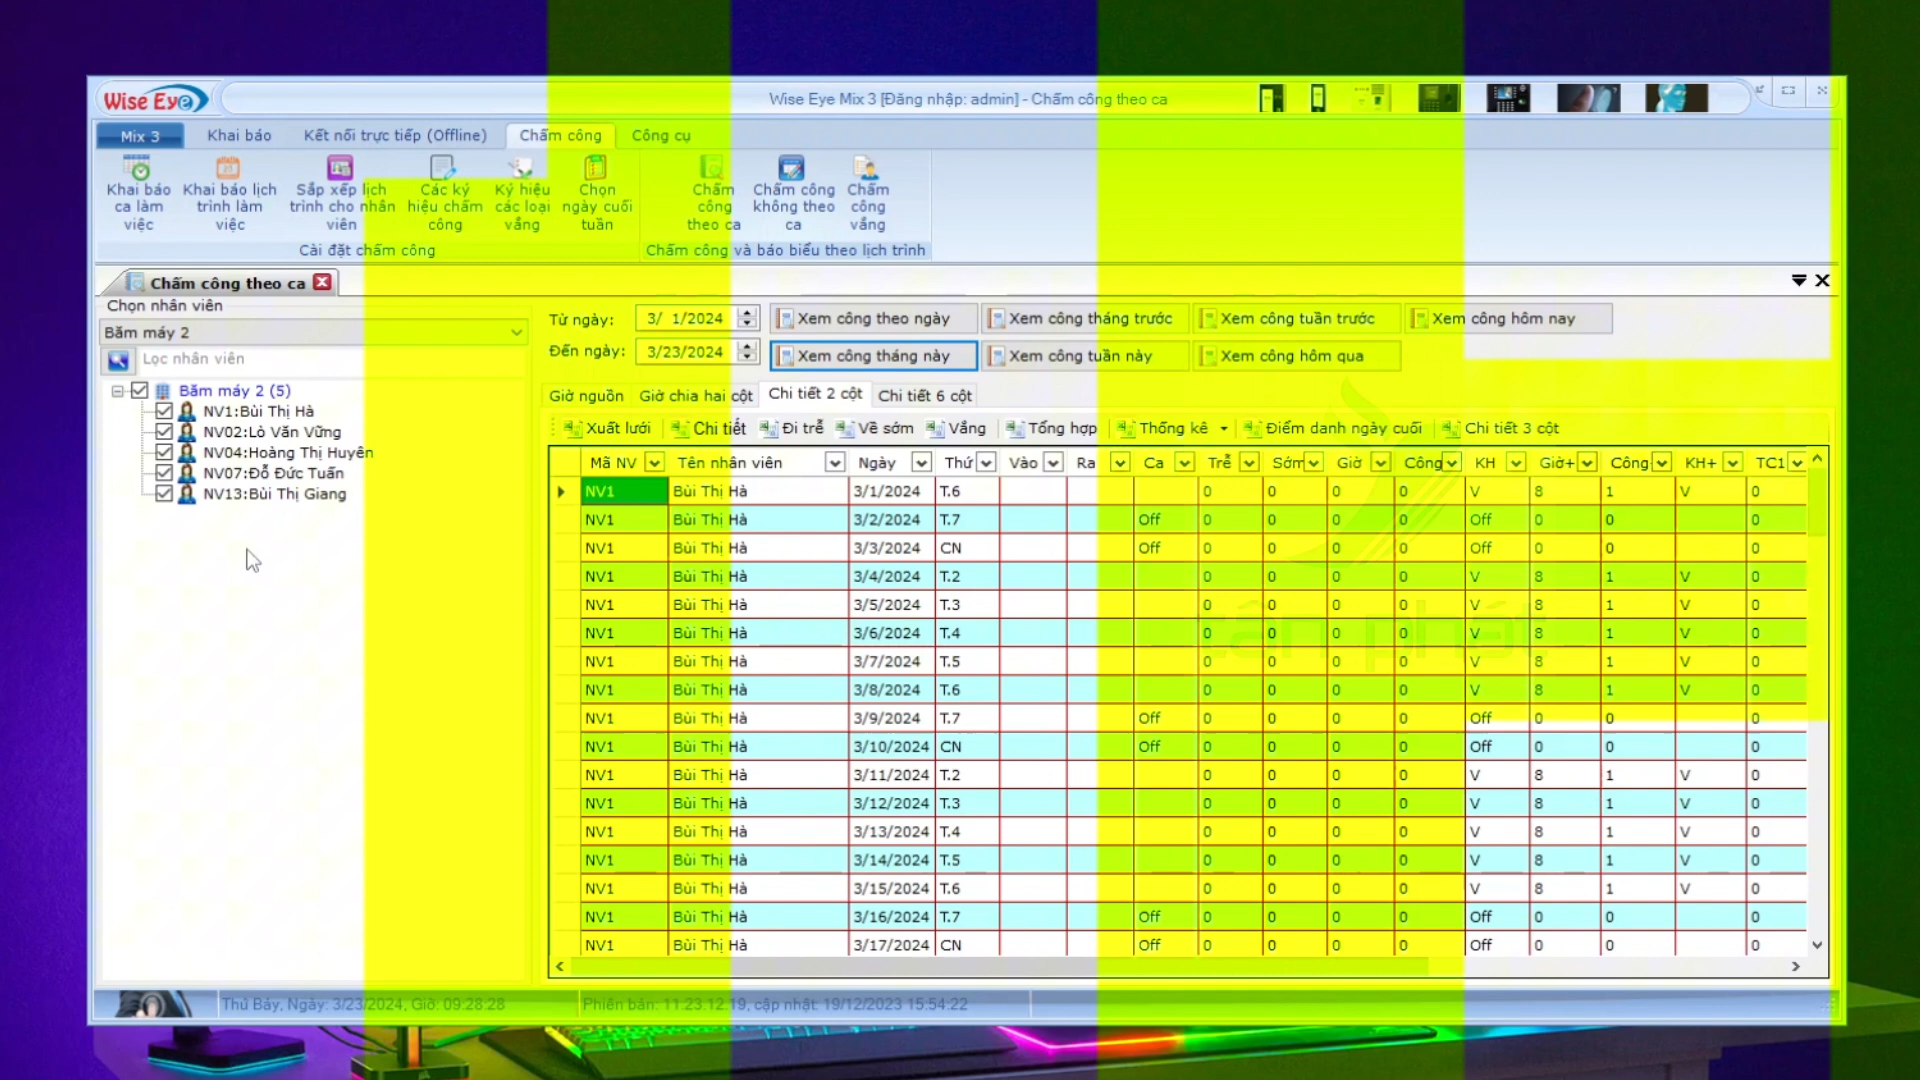 Wise Eye
Wise Eye Mix 3 [Đăng nhập: admin] - Chấm công theo ca
Mix 3 Khai báo Kết nối trực tiếp (Offline) Chấm công Công cụ
Khai báo ca làm việc
Khai báo lịch trình làm việc
Sắp xếp lịch trình cho nhân viên
Các ký hiệu chấm công
Ký hiệu các loại vắng
Chọn ngày cuối tuần
Chấm công theo ca
Chấm công không theo ca
Chấm công vắng
Cài đặt chấm công
Chấm công và báo biểu theo lịch trình
Chấm công theo ca
Chọn nhân viên
Băm máy 2
Lọc nhân viên
Băm máy 2 (5)
NV1:Bùi Thị Hà
NV02:Lò Văn Vững
NV04:Hoàng Thị Huyên
NV07:Đỗ Đức Tuấn
NV13:Bùi Thị Giang
Từ ngày: 3/ 1/2024 Xem công theo ngày Xem công tháng trước Xem công tuần trước Xem công hôm nay
Đến ngày: 3/23/2024 Xem công tháng này Xem công tuần này Xem công hôm qua
Giờ nguồn Giờ chia hai cột Chi tiết 2 cột Chi tiết 6 cột
Xuất lưới Chi tiết Đi trễ Về sớm Vắng Tổng hợp Thống kê Điểm danh ngày cuối Chi tiết 3 cột
Mã NV Tên nhân viên Ngày Thứ Vào Ra Ca Trễ Sớm Giờ Công KH Giờ+ Công KH+ TC1
NV1 Bùi Thị Hà 3/1/2024 T.6 0 0 0 0 V 8 1 V 0
NV1 Bùi Thị Hà 3/2/2024 T.7 Off 0 0 0 0 Off 0 0 0
NV1 Bùi Thị Hà 3/3/2024 CN Off 0 0 0 0 Off 0 0 0
NV1 Bùi Thị Hà 3/4/2024 T.2 0 0 0 0 V 8 1 V 0
NV1 Bùi Thị Hà 3/5/2024 T.3 0 0 0 0 V 8 1 V 0
NV1 Bùi Thị Hà 3/6/2024 T.4 0 0 0 0 V 8 1 V 0
NV1 Bùi Thị Hà 3/7/2024 T.5 0 0 0 0 V 8 1 V 0
NV1 Bùi Thị Hà 3/8/2024 T.6 0 0 0 0 V 8 1 V 0
NV1 Bùi Thị Hà 3/9/2024 T.7 Off 0 0 0 0 Off 0 0 0
NV1 Bùi Thị Hà 3/10/2024 CN Off 0 0 0 0 Off 0 0 0
NV1 Bùi Thị Hà 3/11/2024 T.2 0 0 0 0 V 8 1 V 0
NV1 Bùi Thị Hà 3/12/2024 T.3 0 0 0 0 V 8 1 V 0
NV1 Bùi Thị Hà 3/13/2024 T.4 0 0 0 0 V 8 1 V 0
NV1 Bùi Thị Hà 3/14/2024 T.5 0 0 0 0 V 8 1 V 0
NV1 Bùi Thị Hà 3/15/2024 T.6 0 0 0 0 V 8 1 V 0
NV1 Bùi Thị Hà 3/16/2024 T.7 Off 0 0 0 0 Off 0 0 0
NV1 Bùi Thị Hà 3/17/2024 CN Off 0 0 0 0 Off 0 0 0
tân phát
Thứ Bảy, Ngày: 3/23/2024, Giờ: 09:28:28 Phiên bản: 11.23.12.19, cập nhật: 19/12/2023 15:54:22